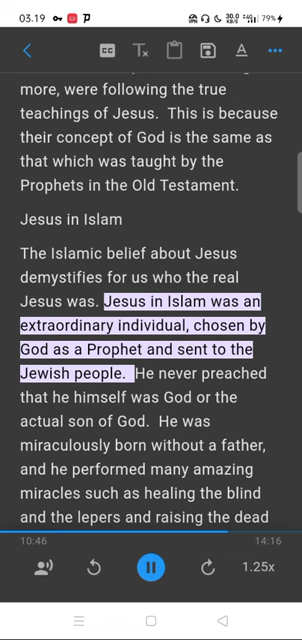 03.19
30.0
KB/S
79%
CC
more, were following the true
teachings of Jesus.  This is because
their concept of God is the same as
that which was taught by the
Prophets in the Old Testament.
Jesus in Islam
The Islamic belief about Jesus
demystifies for us who the real
Jesus was. Jesus in Islam was an
extraordinary individual, chosen by
God as a Prophet and sent to the
Jewish people.  He never preached
that he himself was God or the
actual son of God.  He was
miraculously born without a father,
and he performed many amazing
miracles such as healing the blind
and the lepers and raising the dead
10:46 14:16
1.25x